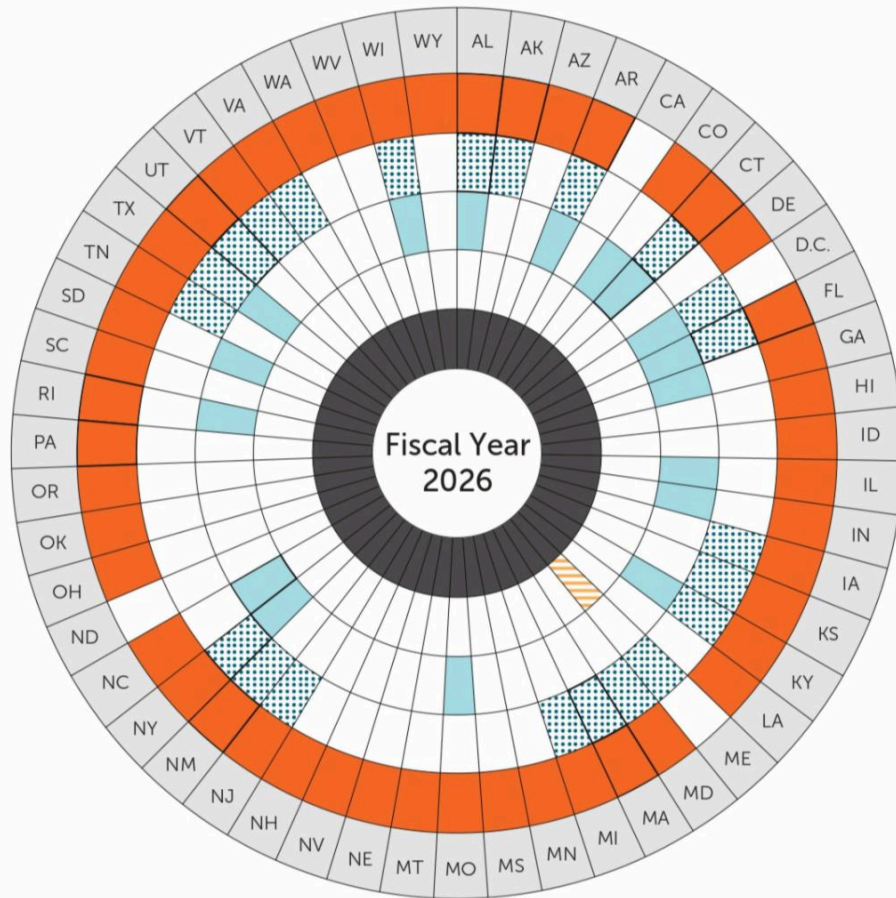 AL
AK
AZ
AR
CA
CO
CT
DE
D.C.
FL
GA
HI
ID
IL
IN
IA
KS
KY
LA
ME
MD
MA
MI
MN
MS
MO
MT
NE
NV
NH
NJ
NM
NY
NC
ND
OH
OK
OR
PA
RI
SC
SD
TN
TX
UT
VT
VA
WA
WV
WI
WY
Fiscal Year
2026